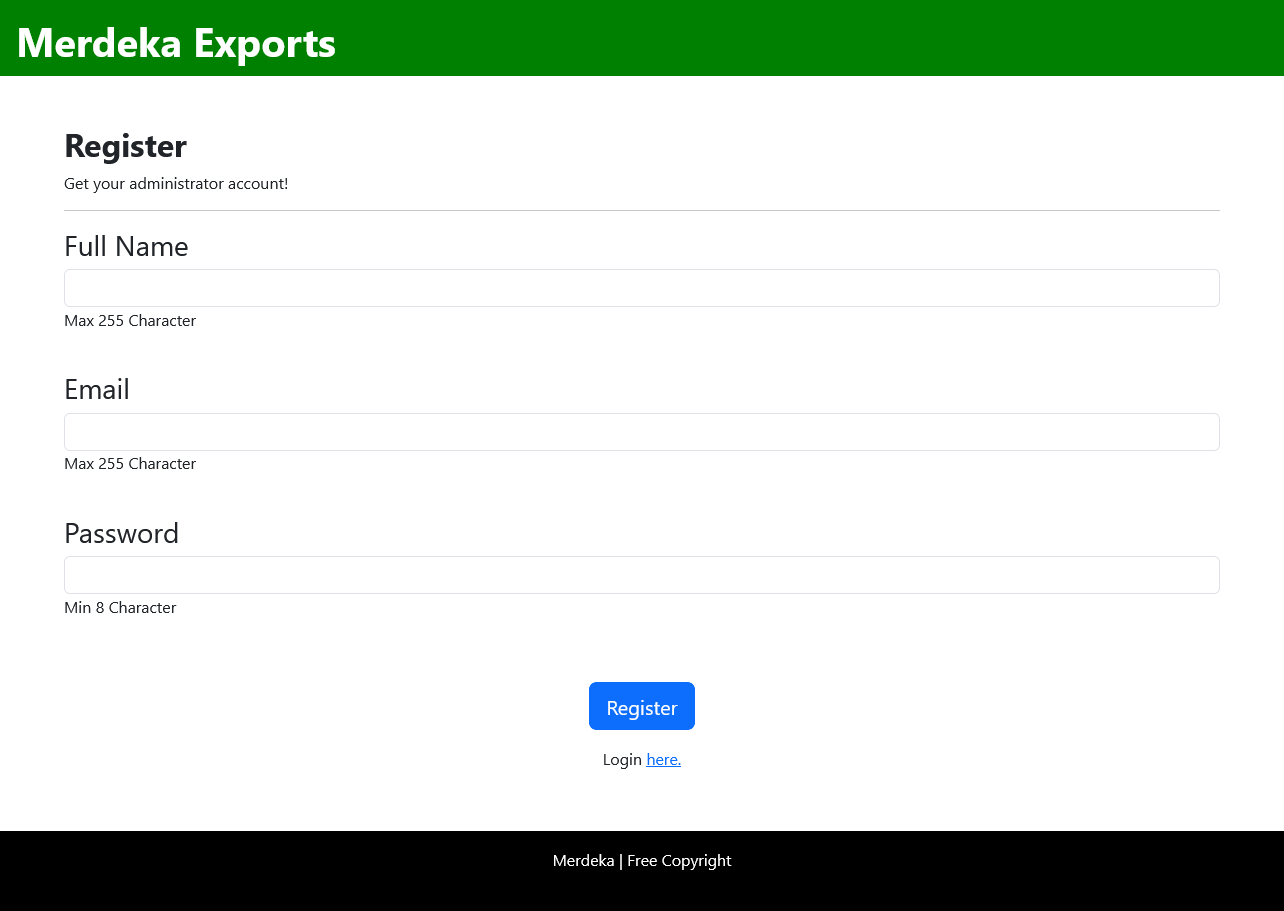 Merdeka Exports
Register
Get your administrator account!
Full Name
Max 255 Character
Email
Max 255 Character
Password
Min 8 Character
Register
Login here.
Merdeka | Free Copyright